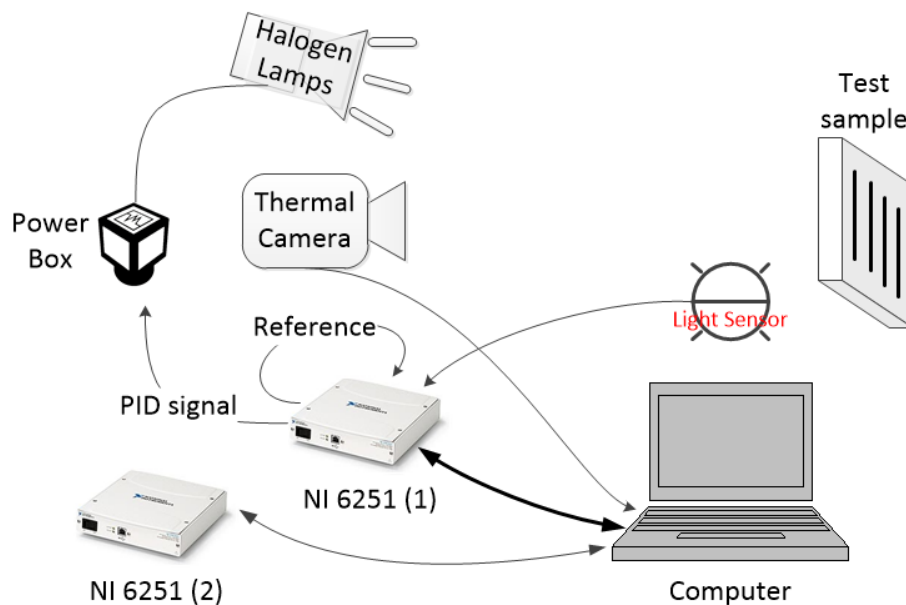 Halogen
Lamps
Test
sample
Thermal
Camera
Power
Box
Light Sensor
Reference
PID signal
NI 6251 (1)
NI 6251 (2)
Computer